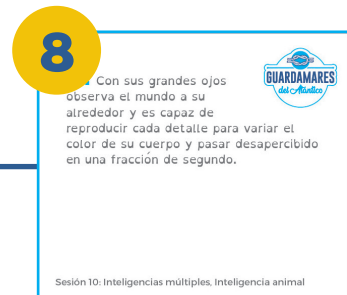 8
Con sus grandes ojos
observa el mundo a su
alrededor y es capaz de
reproducir cada detalle para variar el
color de su cuerpo y pasar desapercibido
en una fracción de segundo.
GUARDAMARES
del Atlántico
Sesión 10: Inteligencias múltiples, Inteligencia animal